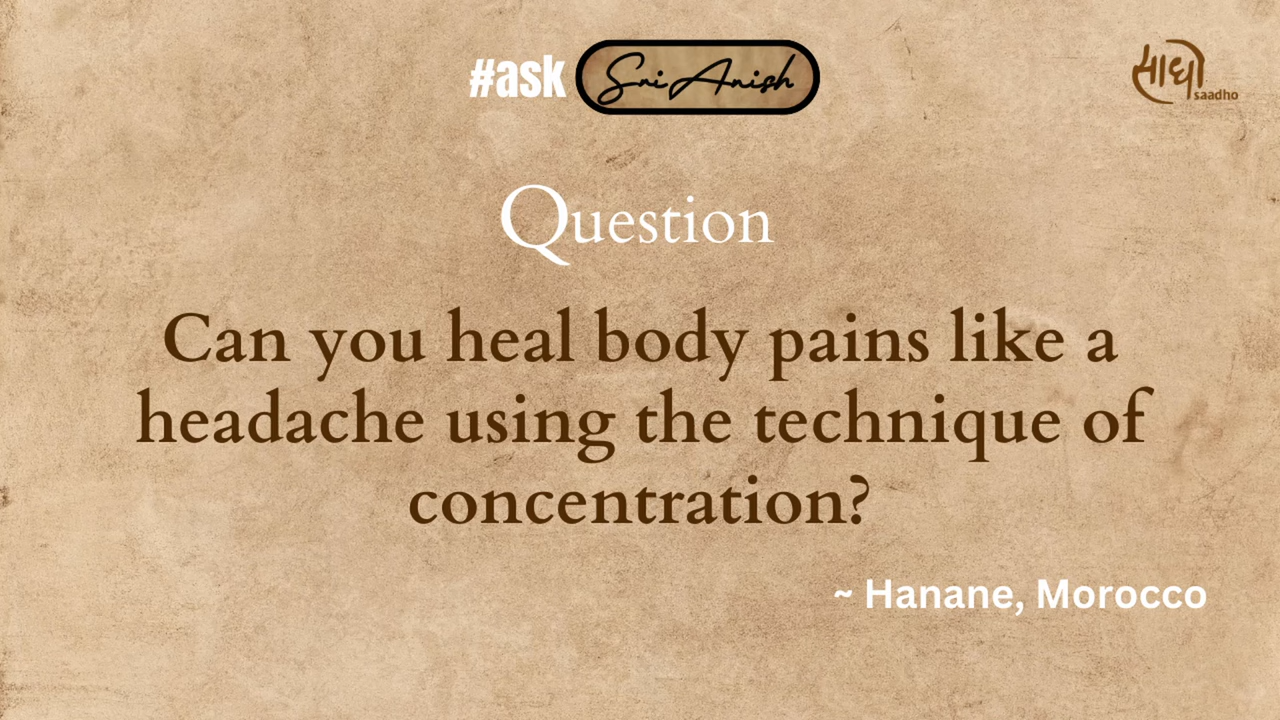 #ask Sri Anish
साधो
saadho
Question
Can you heal body pains like a
headache using the technique of
concentration?
~ Hanane, Morocco